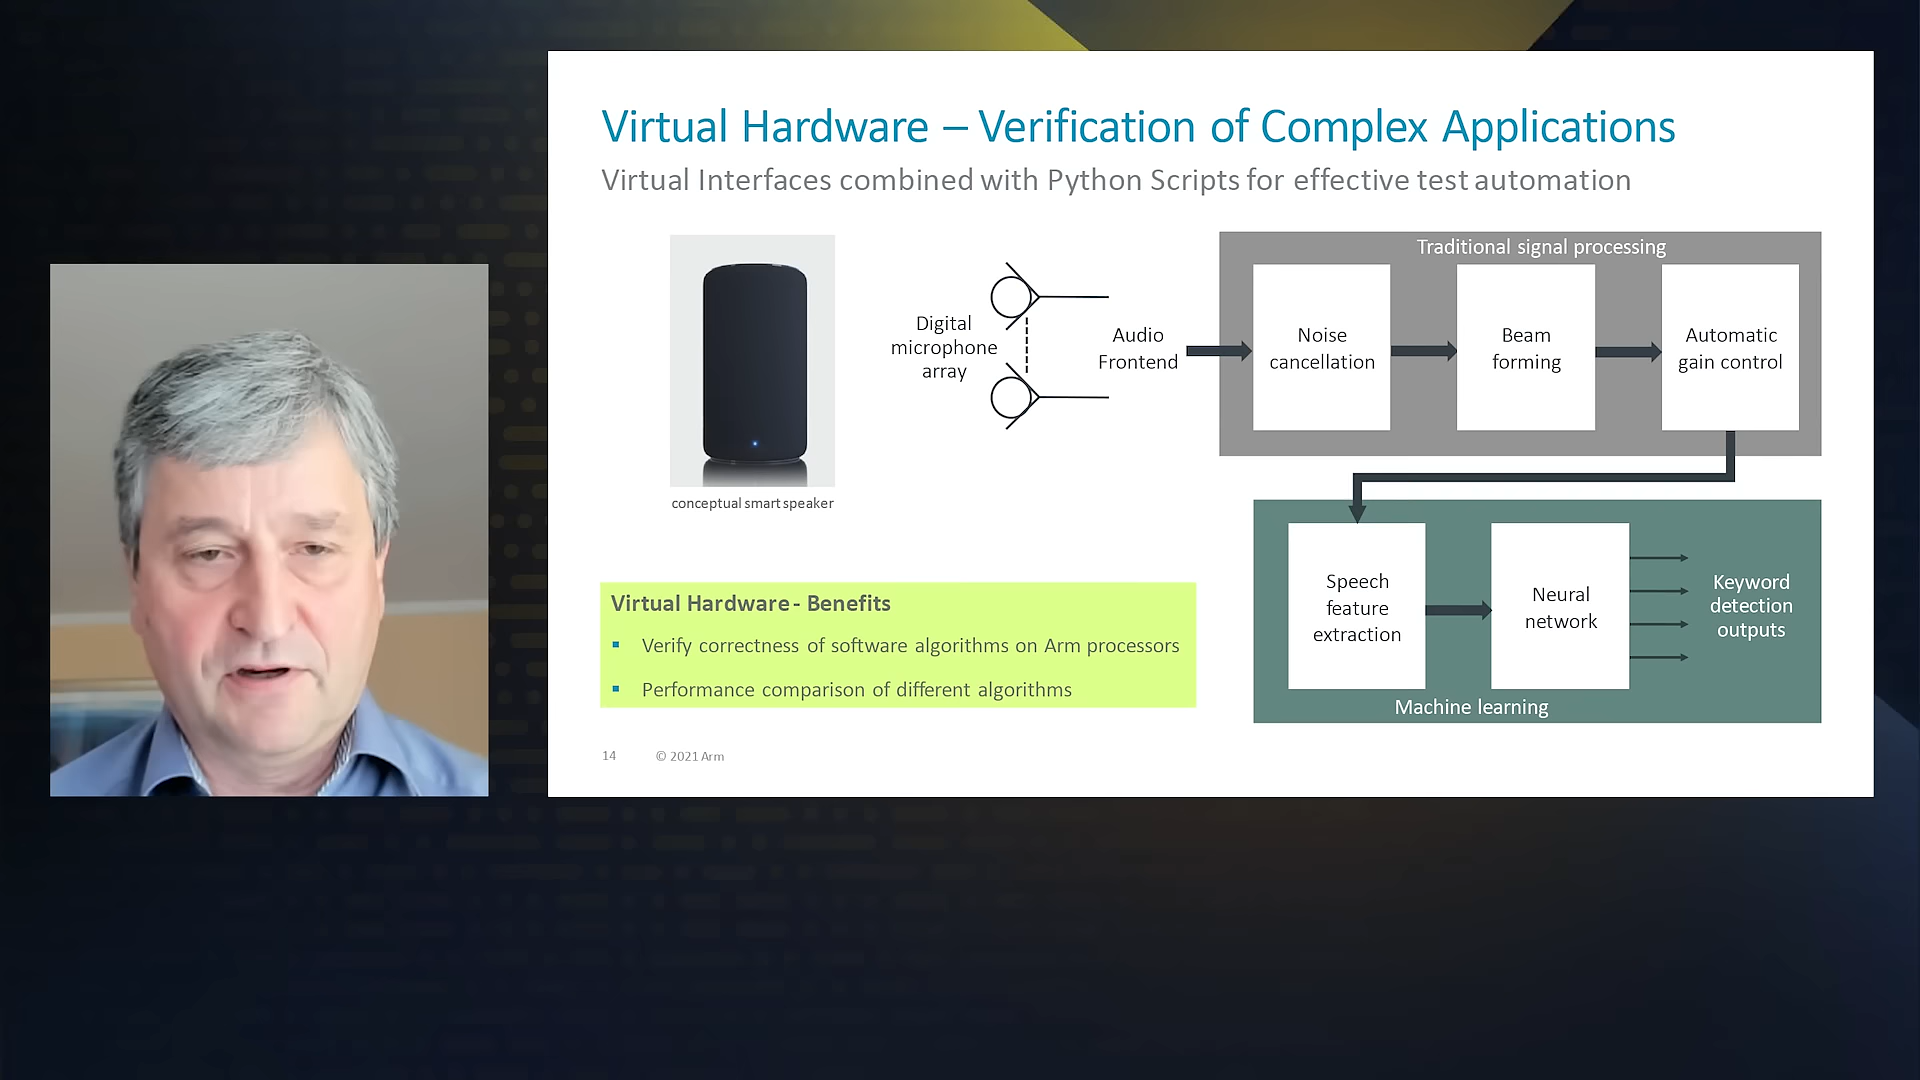 Virtual Hardware – Verification of Complex Applications
Virtual Interfaces combined with Python Scripts for effective test automation
conceptual smart speaker
Digital
microphone
array
Audio
Frontend
Traditional signal processing
Noise
cancellation
Beam
forming
Automatic
gain control
Speech
feature
extraction
Neural
network
Keyword
detection
outputs
Machine learning
Virtual Hardware - Benefits
▪ Verify correctness of software algorithms on Arm processors
▪ Performance comparison of different algorithms
14 © 2021 Arm